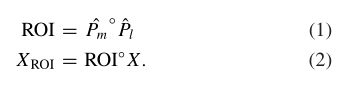 ROI = P̂ₘ ° P̂ₗ (1)
X_ROI = ROI°X. (2)